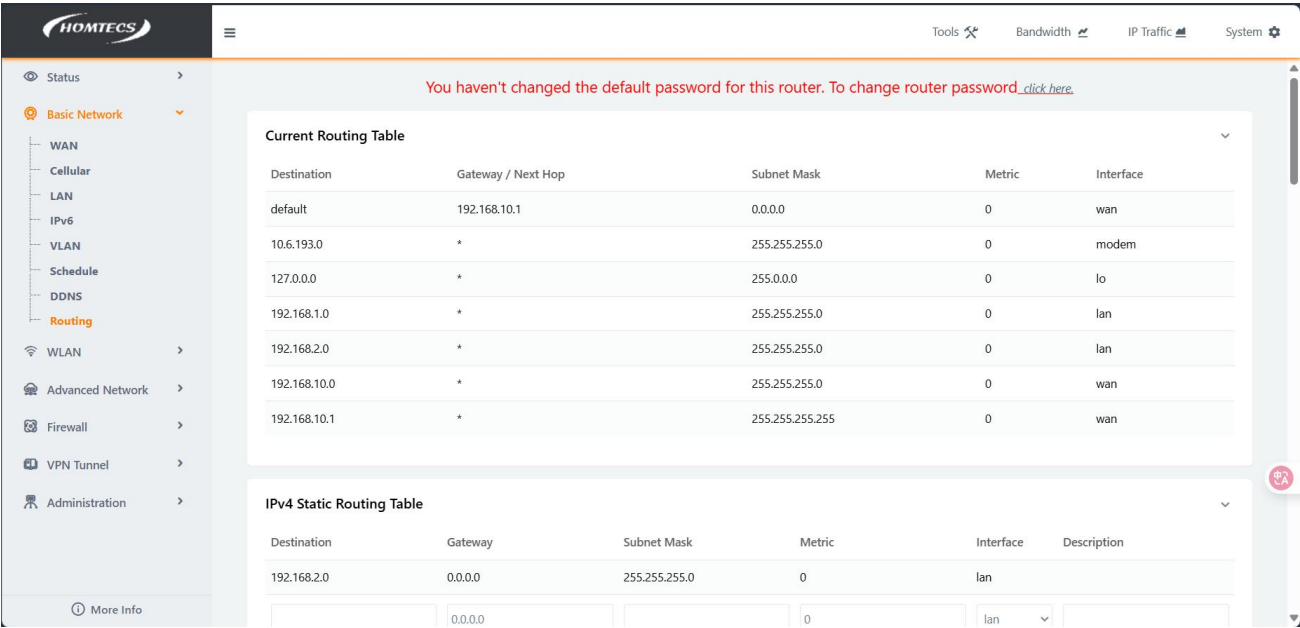 HOMTECS
Tools Bandwidth IP Traffic System
Status
Basic Network
WAN
Cellular
LAN
IPv6
VLAN
Schedule
DDNS
Routing
WLAN
Advanced Network
Firewall
VPN Tunnel
Administration
More Info
You haven't changed the default password for this router. To change router password click here.
Current Routing Table
Destination Gateway / Next Hop Subnet Mask Metric Interface
default 192.168.10.1 0.0.0.0 0 wan
10.6.193.0 * 255.255.255.0 0 modem
127.0.0.0 * 255.0.0.0 0 lo
192.168.1.0 * 255.255.255.0 0 lan
192.168.2.0 * 255.255.255.0 0 lan
192.168.10.0 * 255.255.255.0 0 wan
192.168.10.1 * 255.255.255.255 0 wan
IPv4 Static Routing Table
Destination Gateway Subnet Mask Metric Interface Description
192.168.2.0 0.0.0.0 255.255.255.0 0 lan
0.0.0.0 0 lan
中A